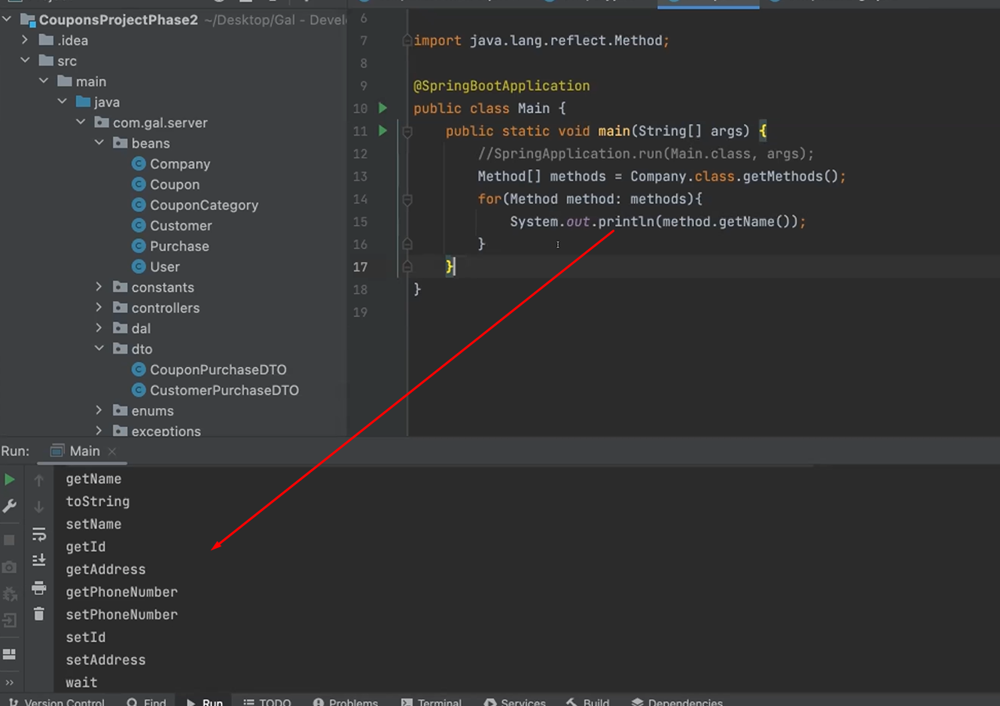 CouponsProjectPhase2 ~/Desktop/Gal - Devel
.idea
src
main
java
com.gal.server
beans
Company
Coupon
CouponCategory
Customer
Purchase
User
constants
controllers
dal
dto
CouponPurchaseDTO
CustomerPurchaseDTO
enums
exceptions
6
7 import java.lang.reflect.Method;
8
9 @SpringBootApplication
10 public class Main {
11 public static void main(String[] args) {
12 //SpringApplication.run(Main.class, args);
13 Method[] methods = Company.class.getMethods();
14 for(Method method: methods){
15 System.out.println(method.getName());
16 }
17 }
18 }
19
Run: Main
getName
toString
setName
getId
getAddress
getPhoneNumber
setPhoneNumber
setId
setAddress
wait
Version Control Find Run TODO Problems Terminal Services Build Dependencies